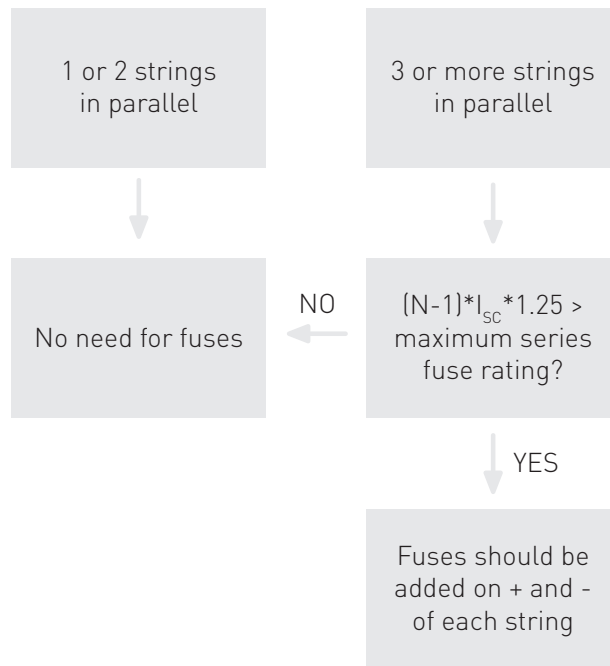 1 or 2 strings
in parallel
3 or more strings
in parallel
No need for fuses
NO
(N-1)*I_SC*1.25 >
maximum series
fuse rating?
YES
Fuses should be
added on + and -
of each string